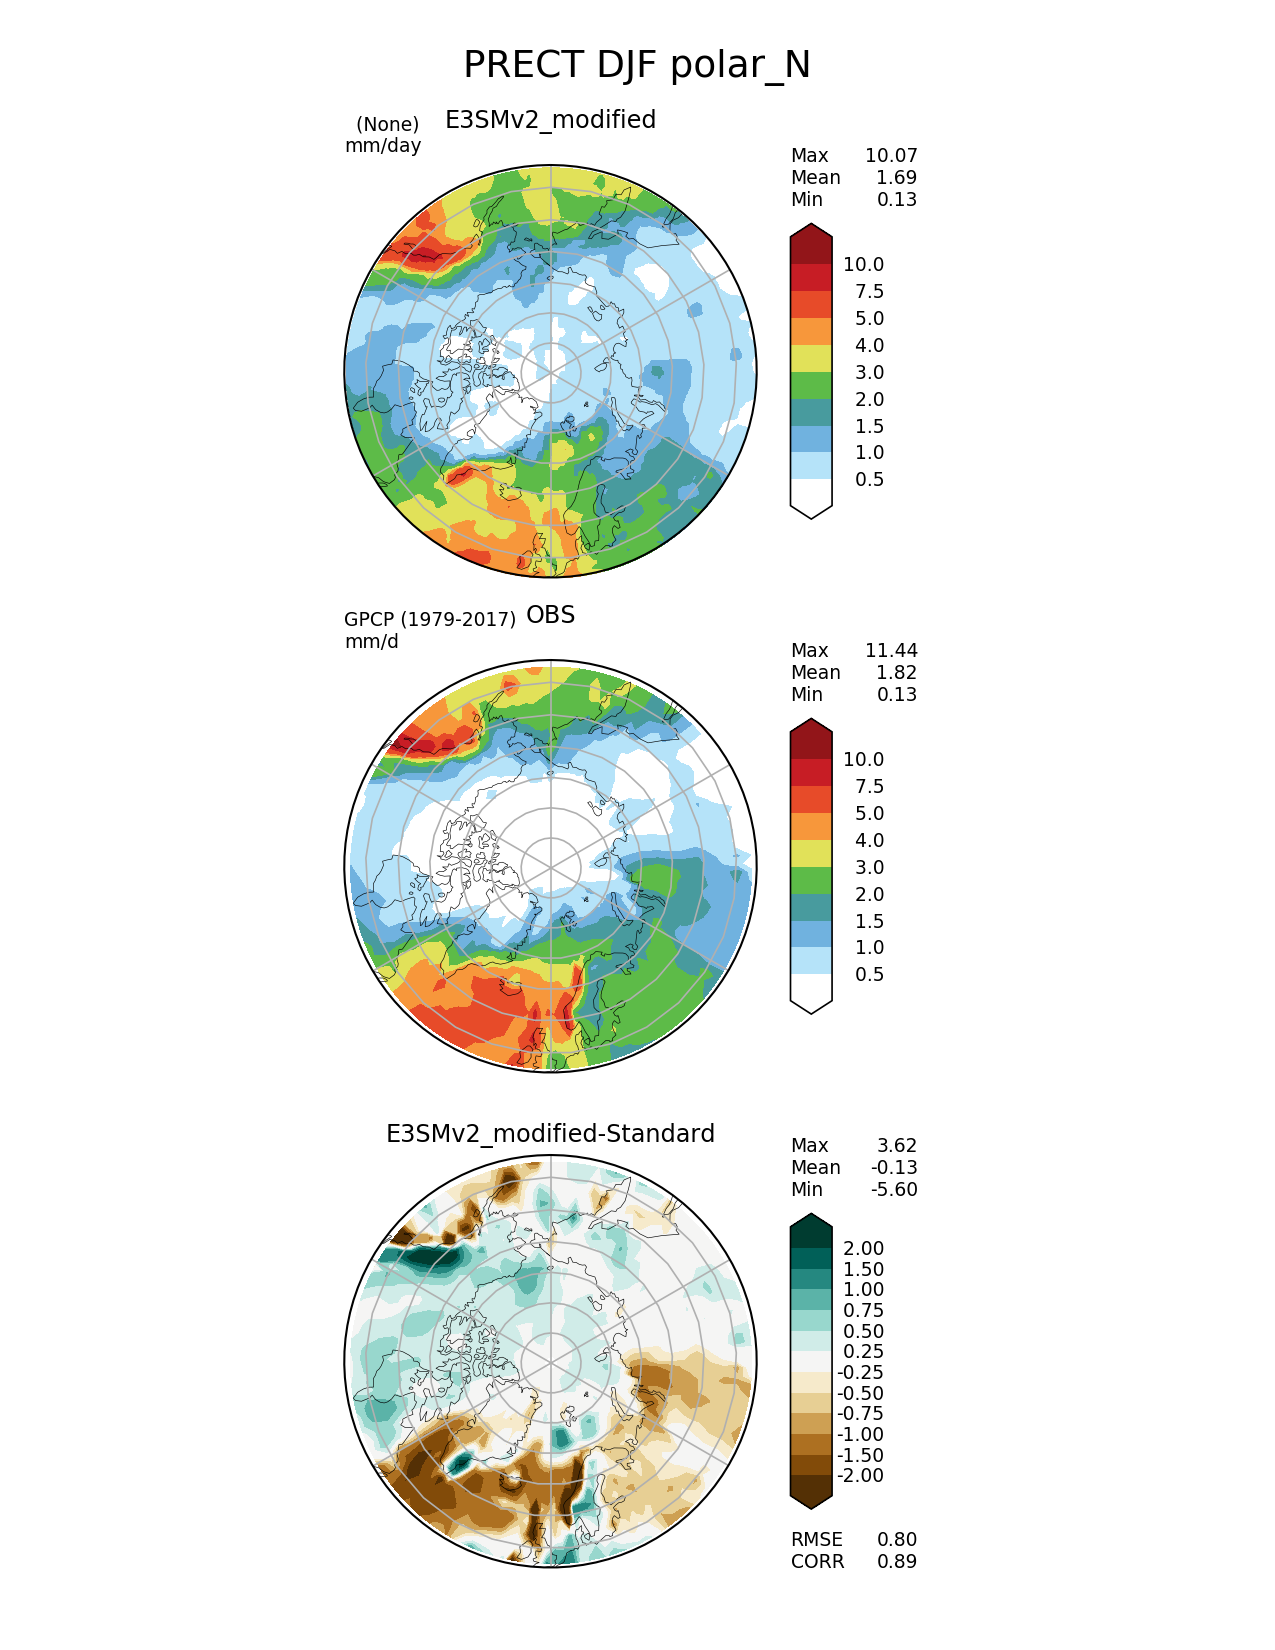 PRECT DJF polar_N
(None) E3SMv2_modified
mm/day
Max 10.07
Mean 1.69
Min 0.13
10.0
7.5
5.0
4.0
3.0
2.0
1.5
1.0
0.5
GPCP (1979-2017) OBS
mm/d
Max 11.44
Mean 1.82
Min 0.13
10.0
7.5
5.0
4.0
3.0
2.0
1.5
1.0
0.5
E3SMv2_modified-Standard
Max 3.62
Mean -0.13
Min -5.60
2.00
1.50
1.00
0.75
0.50
0.25
-0.25
-0.50
-0.75
-1.00
-1.50
-2.00
RMSE 0.80
CORR 0.89